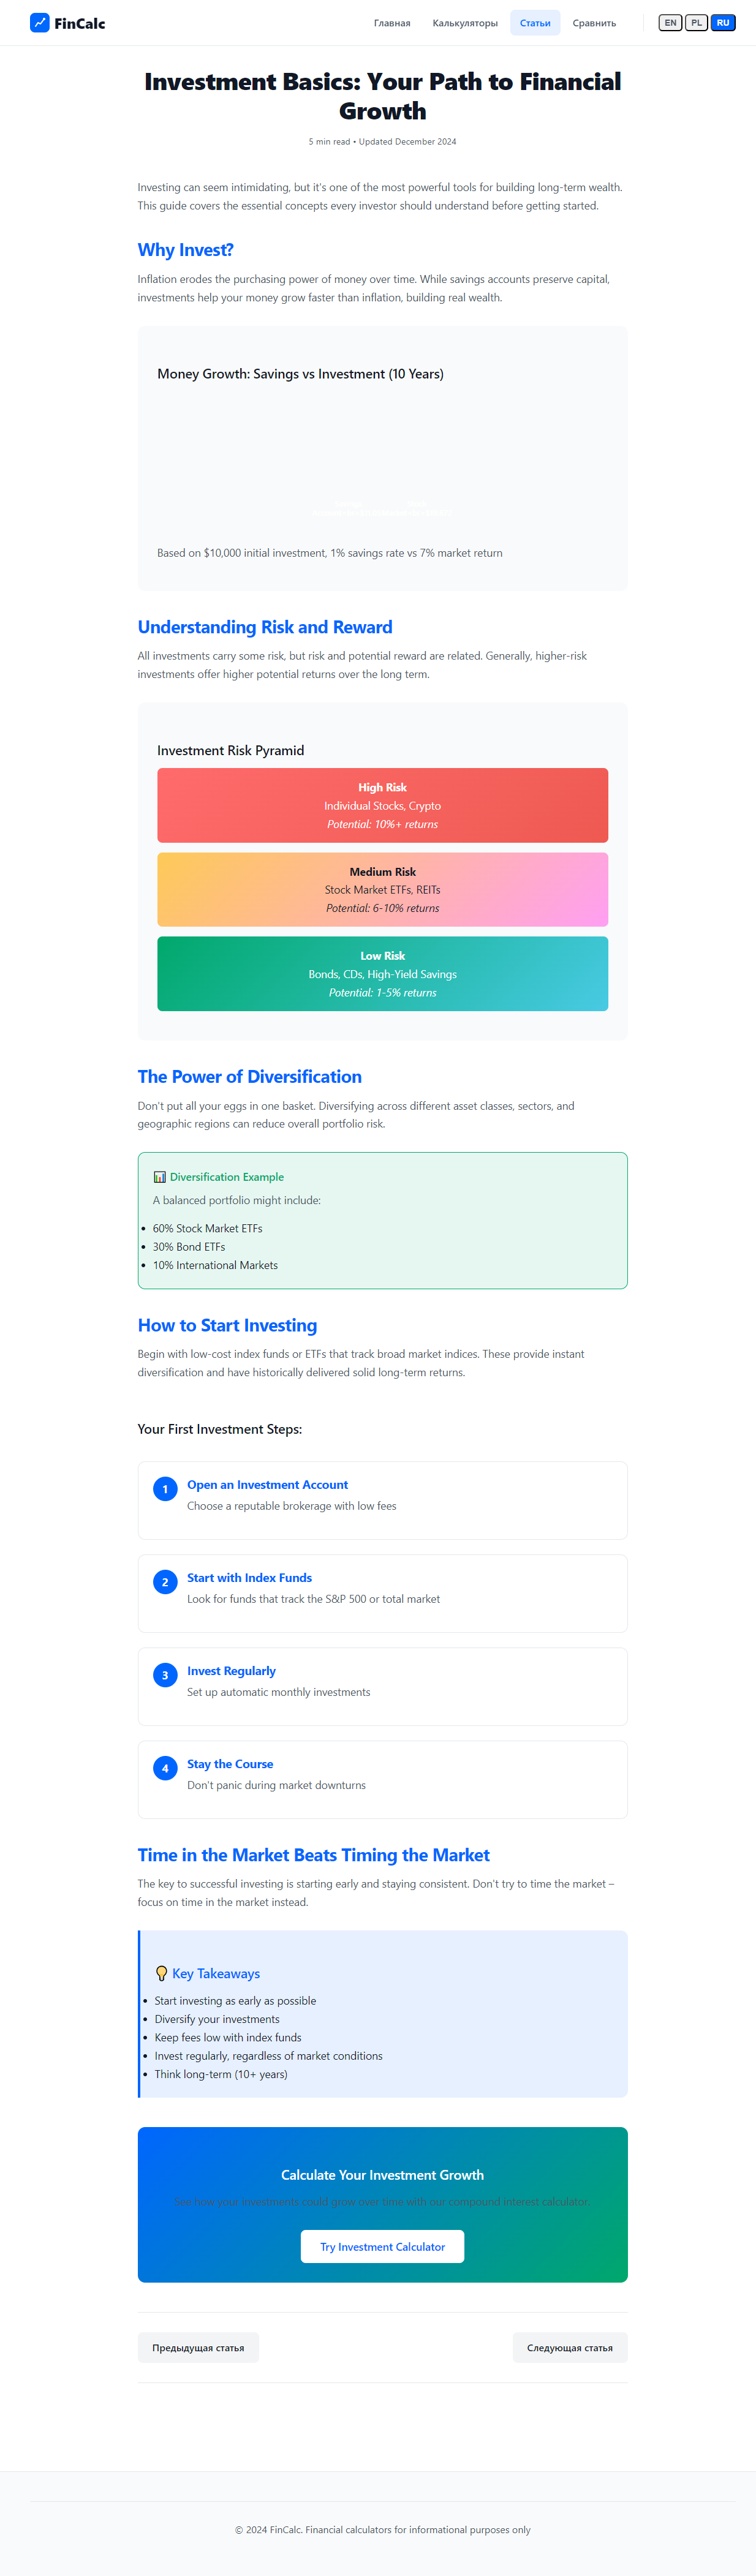 FinCalc
Главная
Калькуляторы
Статьи
Сравнить
EN
PL
RU
Investment Basics: Your Path to Financial
Growth
5 min read • Updated December 2024
Investing can seem intimidating, but it's one of the most powerful tools for building long-term wealth.
This guide covers the essential concepts every investor should understand before getting started.
Why Invest?
Inflation erodes the purchasing power of money over time. While savings accounts preserve capital,
investments help your money grow faster than inflation, building real wealth.
Money Growth: Savings vs Investment (10 Years)
Based on $10,000 initial investment, 1% savings rate vs 7% market return
Understanding Risk and Reward
All investments carry some risk, but risk and potential reward are related. Generally, higher-risk
investments offer higher potential returns over the long term.
Investment Risk Pyramid
High Risk
Individual Stocks, Crypto
Potential: 10%+ returns
Medium Risk
Stock Market ETFs, REITs
Potential: 6-10% returns
Low Risk
Bonds, CDs, High-Yield Savings
Potential: 1-5% returns
The Power of Diversification
Don't put all your eggs in one basket. Diversifying across different asset classes, sectors, and
geographic regions can reduce overall portfolio risk.
📊 Diversification Example
A balanced portfolio might include:
• 60% Stock Market ETFs
• 30% Bond ETFs
• 10% International Markets
How to Start Investing
Begin with low-cost index funds or ETFs that track broad market indices. These provide instant
diversification and have historically delivered solid long-term returns.
Your First Investment Steps:
1
Open an Investment Account
Choose a reputable brokerage with low fees
2
Start with Index Funds
Look for funds that track the S&P 500 or total market
3
Invest Regularly
Set up automatic monthly investments
4
Stay the Course
Don't panic during market downturns
Time in the Market Beats Timing the Market
The key to successful investing is starting early and staying consistent. Don't try to time the market –
focus on time in the market instead.
💡 Key Takeaways
• Start investing as early as possible
• Diversify your investments
• Keep fees low with index funds
• Invest regularly, regardless of market conditions
• Think long-term (10+ years)
Calculate Your Investment Growth
See how your investments could grow over time with our compound interest calculator.
Try Investment Calculator
Предыдущая статья
Следующая статья
© 2024 FinCalc. Financial calculators for informational purposes only